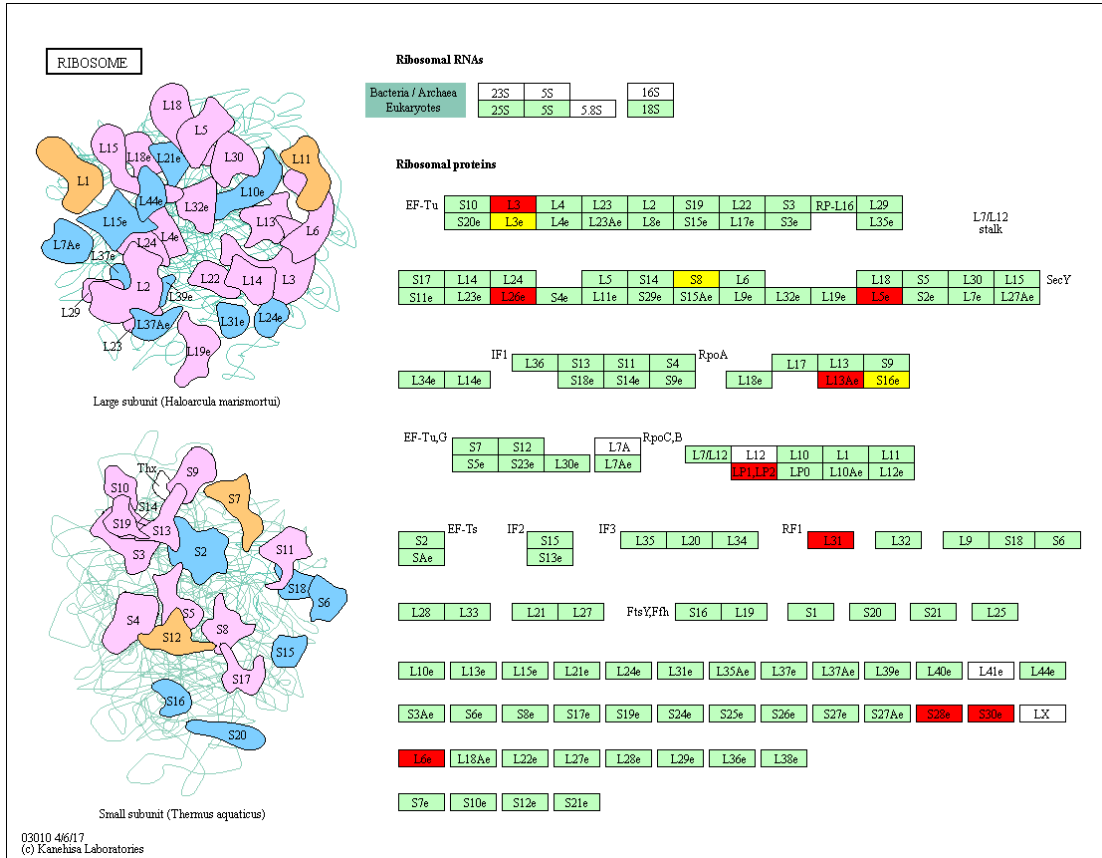 RIBOSOME
L18
L5
L15
L18e
L21e
L30
L11
L1
L44e
L10e
L32e
L15e
L13
L6
L7Ae
L24
L4e
L37e
L22
L14
L3
L2
L39e
L29
L37Ae
L31e
L24e
L23
L19e
Large subunit (Haloarcula marismortui)
Thx
S9
S10
S14
S7
S19
S13
S3
S2
S11
S18
S6
S4
S5
S8
S12
S15
S17
S16
S20
Small subunit (Thermus aquaticus)
03010 4/6/17
(c) Kanehisa Laboratories
Ribosomal RNAs
Bacteria / Archaea 23S 5S 16S
Eukaryotes 25S 5S 5.8S 18S
Ribosomal proteins
EF-Tu S10 L3 L4 L23 L2 S19 L22 S3 RP-L16 L29
S20e L3e L4e L23Ae L8e S15e L17e S3e L35e
L7/L12
stalk
S17 L14 L24 L5 S14 S8 L6 L18 S5 L30 L15 SecY
S11e L23e L26e S4e L11e S29e S15Ae L9e L32e L19e L5e S2e L7e L27Ae
IF1 L36 S13 S11 S4 RpoA L17 L13 S9
L34e L14e S18e S14e S9e L18e L13Ae S16e
EF-Tu,G S7 S12 L7A RpoC,B L7/L12 L12 L10 L1 L11
S5e S23e L30e L7Ae LP1,LP2 LP0 L10Ae L12e
S2 EF-Ts IF2 S15 IF3 L35 L20 L34 RF1 L31 L32 L9 S18 S6
SAe S13e
L28 L33 L21 L27 FtsY,Ffh S16 L19 S1 S20 S21 L25
L10e L13e L15e L21e L24e L31e L35Ae L37e L37Ae L39e L40e L41e L44e
S3Ae S6e S8e S17e S19e S24e S25e S26e S27e S27Ae S28e S30e LX
L6e L18Ae L22e L27e L28e L29e L36e L38e
S7e S10e S12e S21e